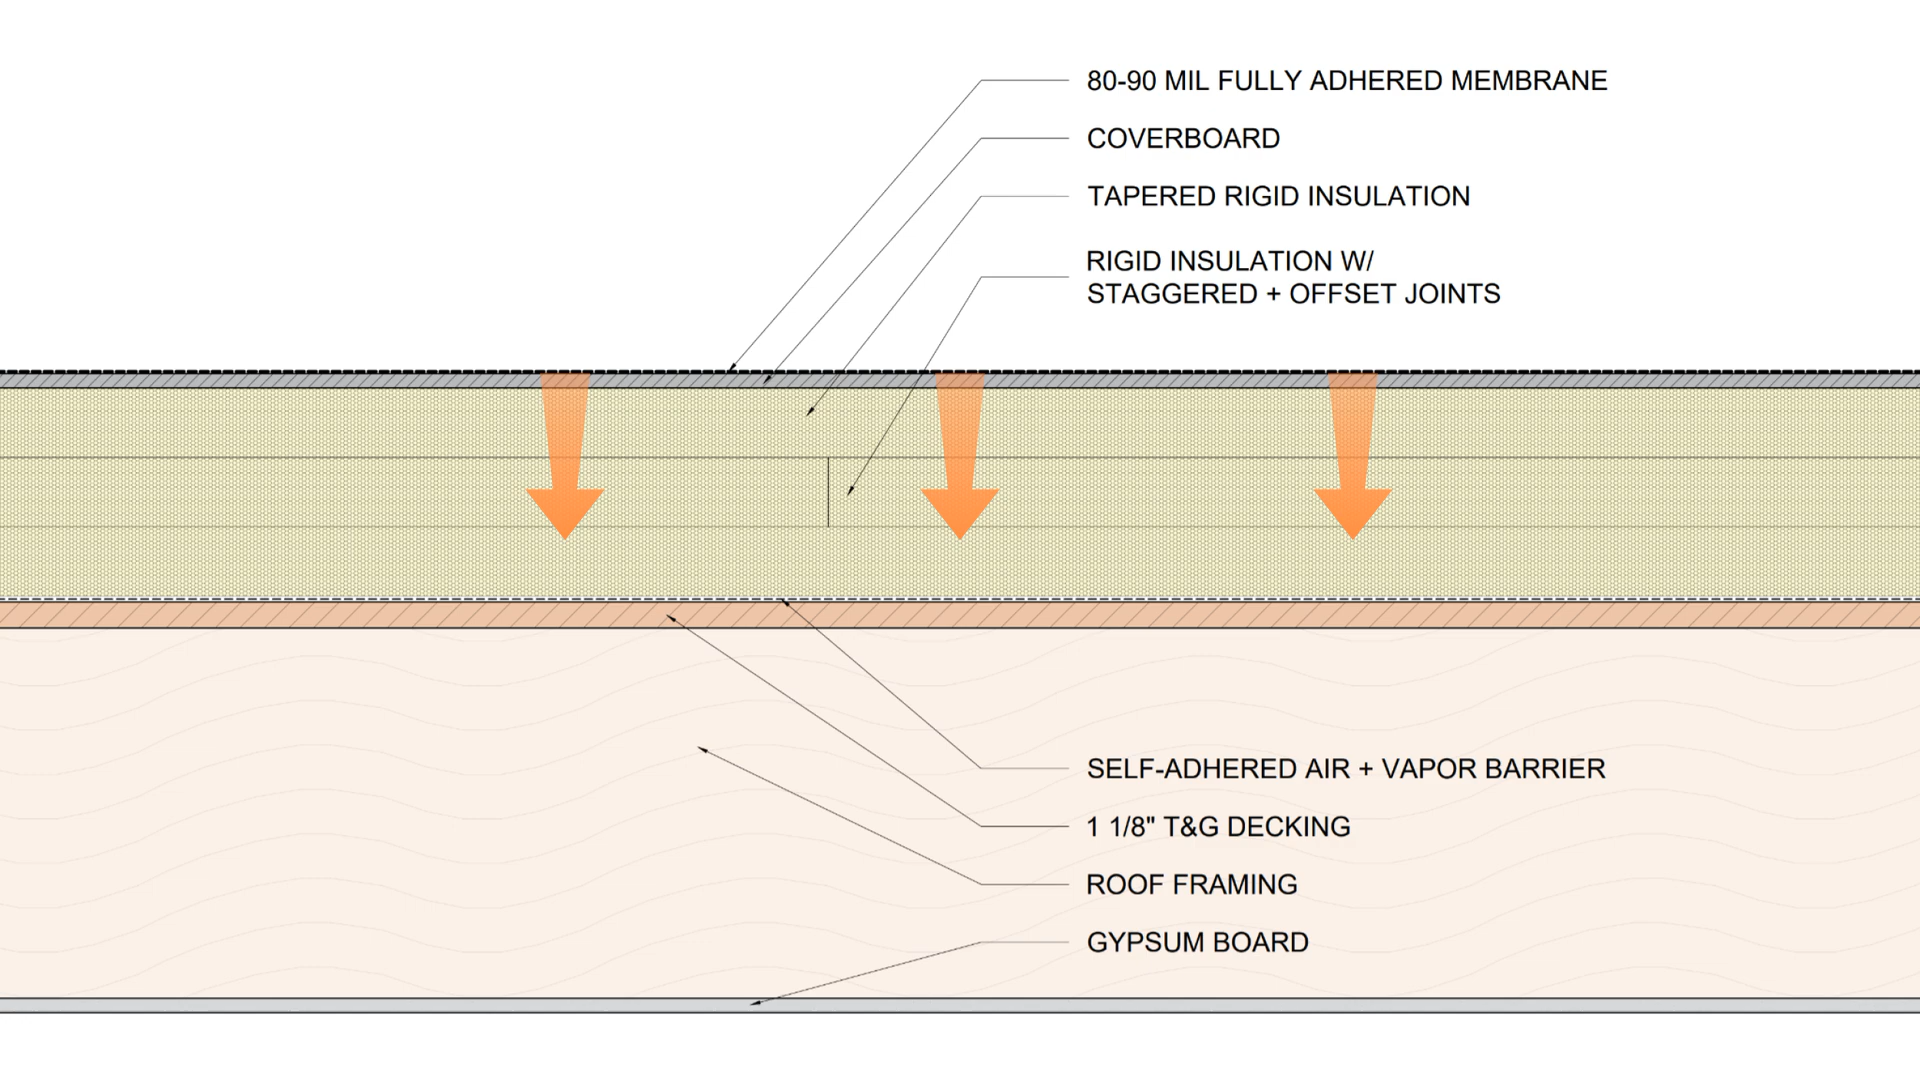 80-90 MIL FULLY ADHERED MEMBRANE
COVERBOARD
TAPERED RIGID INSULATION
RIGID INSULATION W/
STAGGERED + OFFSET JOINTS
SELF-ADHERED AIR + VAPOR BARRIER
1 1/8" T&G DECKING
ROOF FRAMING
GYPSUM BOARD